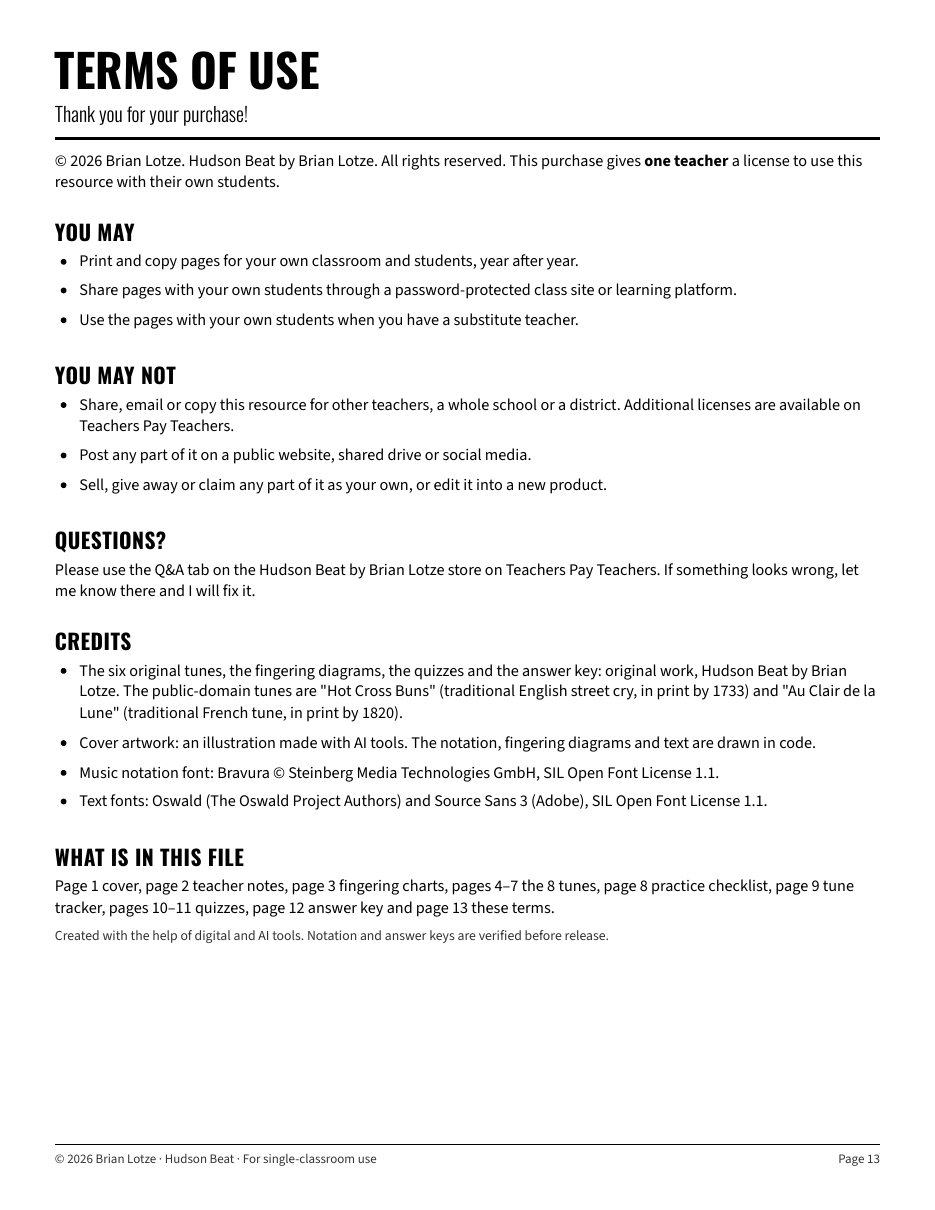 TERMS OF USE
Thank you for your purchase!
© 2026 Brian Lotze. Hudson Beat by Brian Lotze. All rights reserved. This purchase gives one teacher a license to use this
resource with their own students.
YOU MAY
• Print and copy pages for your own classroom and students, year after year.
• Share pages with your own students through a password-protected class site or learning platform.
• Use the pages with your own students when you have a substitute teacher.
YOU MAY NOT
• Share, email or copy this resource for other teachers, a whole school or a district. Additional licenses are available on
Teachers Pay Teachers.
• Post any part of it on a public website, shared drive or social media.
• Sell, give away or claim any part of it as your own, or edit it into a new product.
QUESTIONS?
Please use the Q&A tab on the Hudson Beat by Brian Lotze store on Teachers Pay Teachers. If something looks wrong, let
me know there and I will fix it.
CREDITS
• The six original tunes, the fingering diagrams, the quizzes and the answer key: original work, Hudson Beat by Brian
Lotze. The public-domain tunes are "Hot Cross Buns" (traditional English street cry, in print by 1733) and "Au Clair de la
Lune" (traditional French tune, in print by 1820).
• Cover artwork: an illustration made with AI tools. The notation, fingering diagrams and text are drawn in code.
• Music notation font: Bravura © Steinberg Media Technologies GmbH, SIL Open Font License 1.1.
• Text fonts: Oswald (The Oswald Project Authors) and Source Sans 3 (Adobe), SIL Open Font License 1.1.
WHAT IS IN THIS FILE
Page 1 cover, page 2 teacher notes, page 3 fingering charts, pages 4–7 the 8 tunes, page 8 practice checklist, page 9 tune
tracker, pages 10–11 quizzes, page 12 answer key and page 13 these terms.
Created with the help of digital and AI tools. Notation and answer keys are verified before release.
© 2026 Brian Lotze · Hudson Beat · For single-classroom use
Page 13